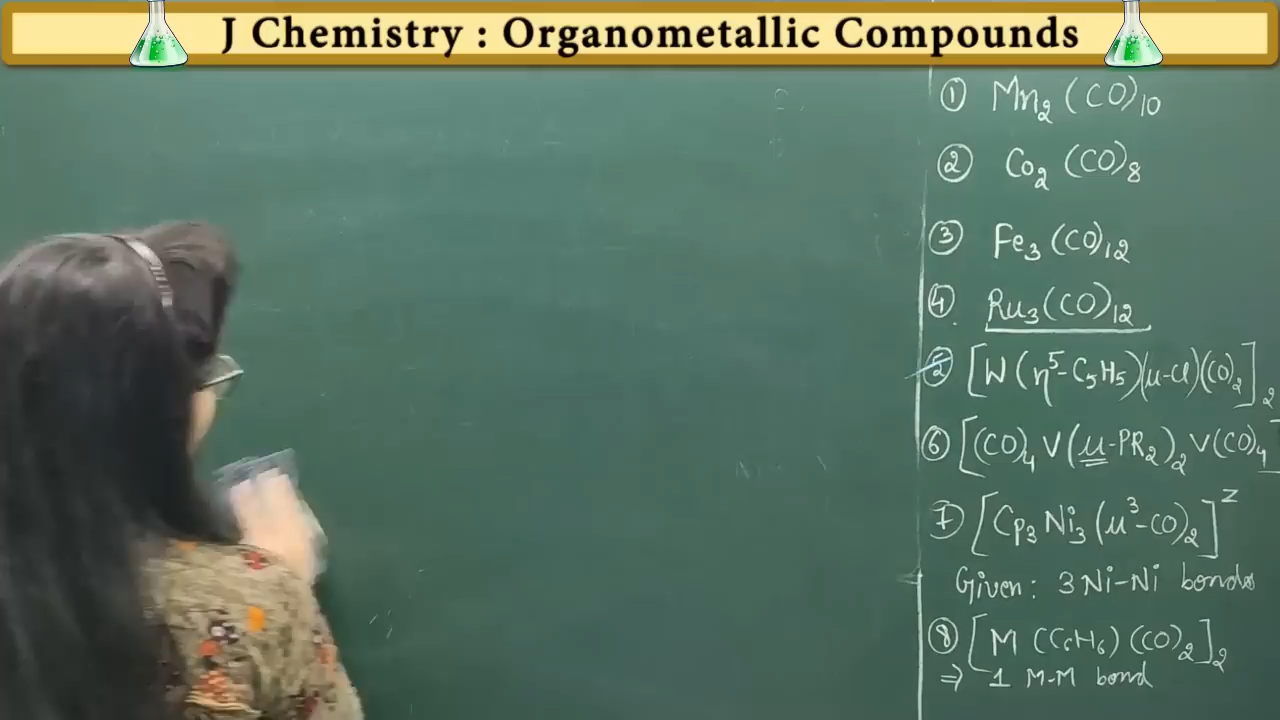 J Chemistry : Organometallic Compounds
① Mn₂ (CO)₁₀
② Co₂ (CO)₈
③ Fe₃ (CO)₁₂
④. Ru₃(CO)₁₂
⑤ [W(η⁵-C₅H₅)(μ-Cl)(CO)₂]₂
⑥ [(CO)₄ V(μ-PR₂)₂ V(CO)₄]
⑦ [Cp₃ Ni₃ (μ³-CO)₂]ᶻ
Given: 3 Ni-Ni bonds
⑧ [M (C₆H₆) (CO)₂]₂
⇒ 1 M-M bond